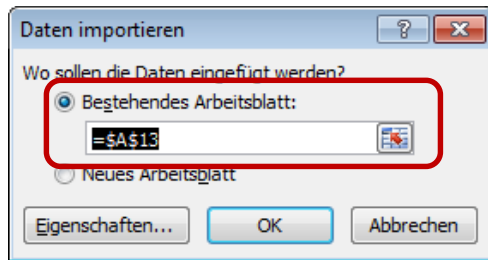 Daten importieren
Wo sollen die Daten eingefügt werden?
Bestehendes Arbeitsblatt:
=$A$13
Neues Arbeitsblatt
Eigenschaften... OK Abbrechen